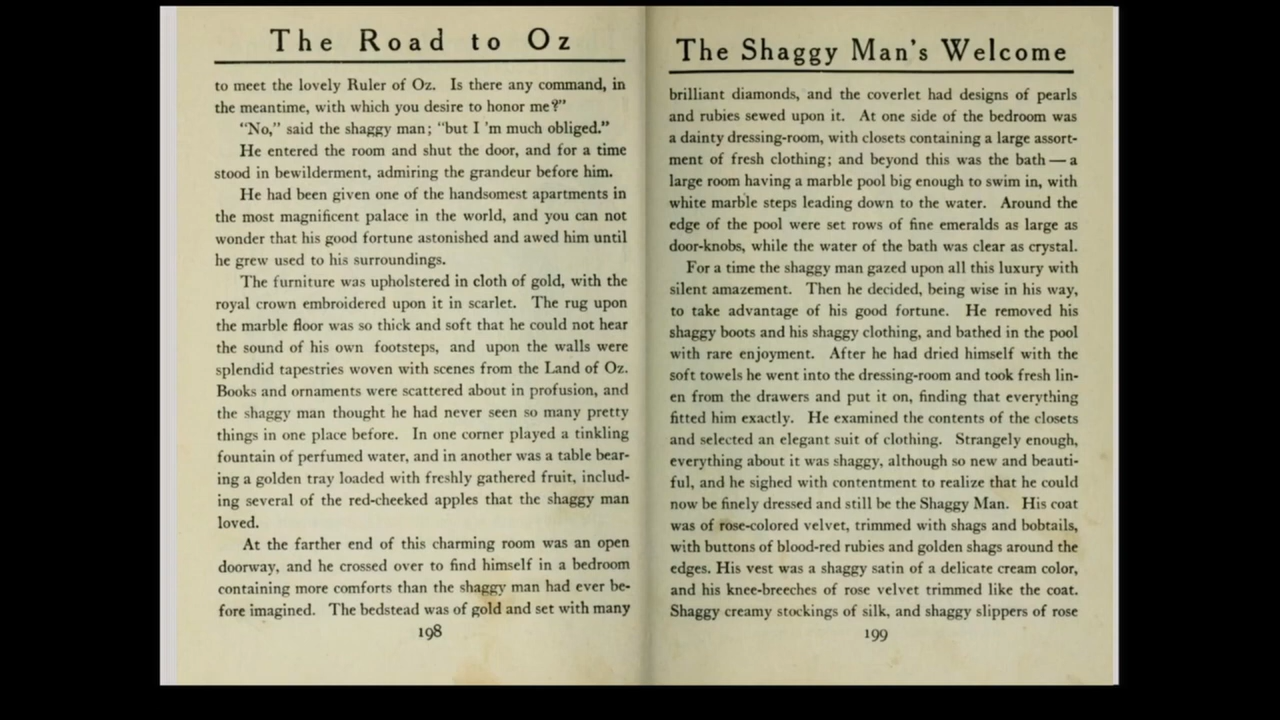 The Road to Oz
to meet the lovely Ruler of Oz. Is there any command, in
the meantime, with which you desire to honor me?"
"No," said the shaggy man; "but I 'm much obliged."
He entered the room and shut the door, and for a time
stood in bewilderment, admiring the grandeur before him.
He had been given one of the handsomest apartments in
the most magnificent palace in the world, and you can not
wonder that his good fortune astonished and awed him until
he grew used to his surroundings.
The furniture was upholstered in cloth of gold, with the
royal crown embroidered upon it in scarlet. The rug upon
the marble floor was so thick and soft that he could not hear
the sound of his own footsteps, and upon the walls were
splendid tapestries woven with scenes from the Land of Oz.
Books and ornaments were scattered about in profusion, and
the shaggy man thought he had never seen so many pretty
things in one place before. In one corner played a tinkling
fountain of perfumed water, and in another was a table bear-
ing a golden tray loaded with freshly gathered fruit, includ-
ing several of the red-cheeked apples that the shaggy man
loved.
At the farther end of this charming room was an open
doorway, and he crossed over to find himself in a bedroom
containing more comforts than the shaggy man had ever be-
fore imagined. The bedstead was of gold and set with many
198
The Shaggy Man's Welcome
brilliant diamonds, and the coverlet had designs of pearls
and rubies sewed upon it. At one side of the bedroom was
a dainty dressing-room, with closets containing a large assort-
ment of fresh clothing; and beyond this was the bath — a
large room having a marble pool big enough to swim in, with
white marble steps leading down to the water. Around the
edge of the pool were set rows of fine emeralds as large as
door-knobs, while the water of the bath was clear as crystal.
For a time the shaggy man gazed upon all this luxury with
silent amazement. Then he decided, being wise in his way,
to take advantage of his good fortune. He removed his
shaggy boots and his shaggy clothing, and bathed in the pool
with rare enjoyment. After he had dried himself with the
soft towels he went into the dressing-room and took fresh lin-
en from the drawers and put it on, finding that everything
fitted him exactly. He examined the contents of the closets
and selected an elegant suit of clothing. Strangely enough,
everything about it was shaggy, although so new and beauti-
ful, and he sighed with contentment to realize that he could
now be finely dressed and still be the Shaggy Man. His coat
was of rose-colored velvet, trimmed with shags and bobtails,
with buttons of blood-red rubies and golden shags around the
edges. His vest was a shaggy satin of a delicate cream color,
and his knee-breeches of rose velvet trimmed like the coat.
Shaggy creamy stockings of silk, and shaggy slippers of rose
199